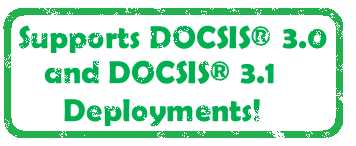 Supports DOCSIS® 3.0
and DOCSIS® 3.1
Deployments!